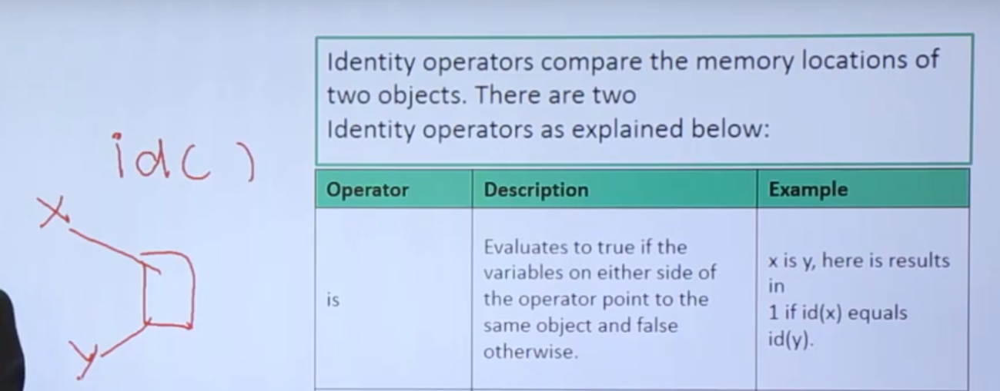 Identity operators compare the memory locations of
two objects. There are two
Identity operators as explained below:
id()
x
y
Operator Description Example
is
Evaluates to true if the
variables on either side of
the operator point to the
same object and false
otherwise.
x is y, here is results
in
1 if id(x) equals
id(y).